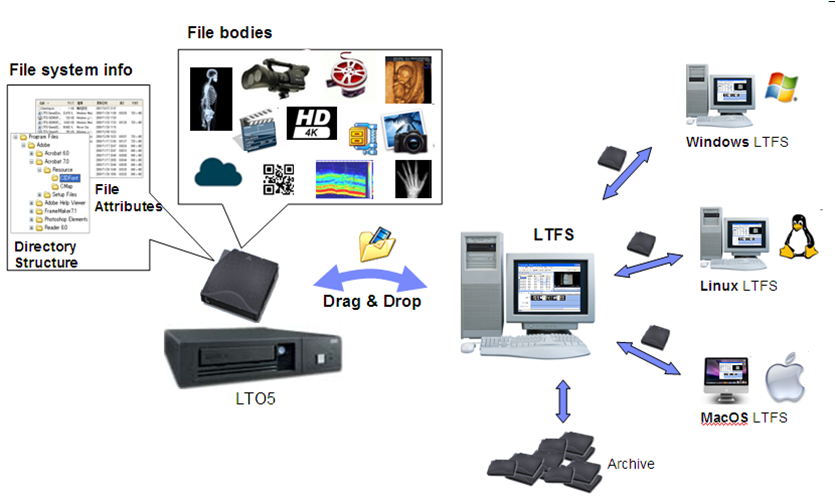 File bodies
File system info
HD
4K
Program Files
Adobe
Acrobat 6.0
Acrobat 7.0
Resource
CIDFont
CMap
Setup Files
Adobe Help Viewer
FrameMaker7.1
Photoshop Elements
Reader 8.0
File
Attributes
Directory
Structure
Drag & Drop
LTO5
LTFS
Windows LTFS
Linux LTFS
MacOS LTFS
Archive